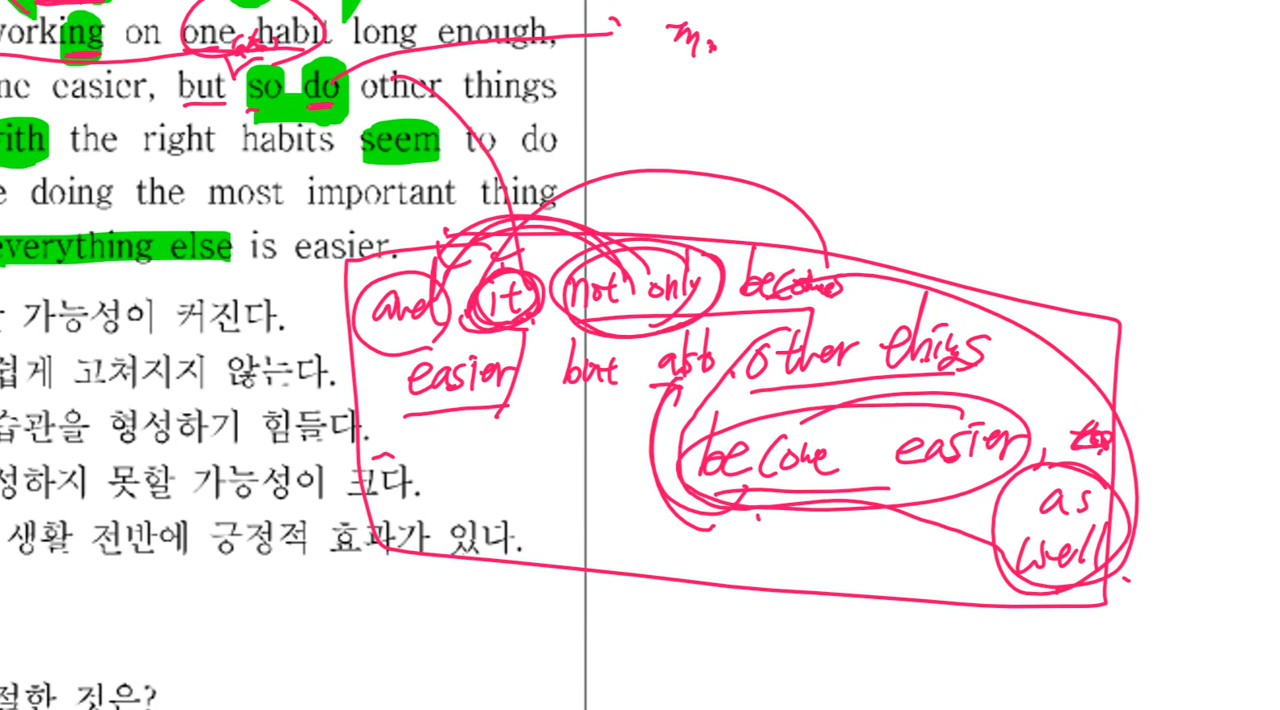 working on one habit long enough,
easier, but so do other things
with the right habits seem to do
doing the most important thing
everything else is easier.
가능성이 커진다.
쉽게 고쳐지지 않는다.
습관을 형성하기 힘들다.
성하지 못할 가능성이 크다.
생활 전반에 긍정적 효과가 있다.
절한 것은?
and it not only becomes
easier but also other things
become easier,
as
well